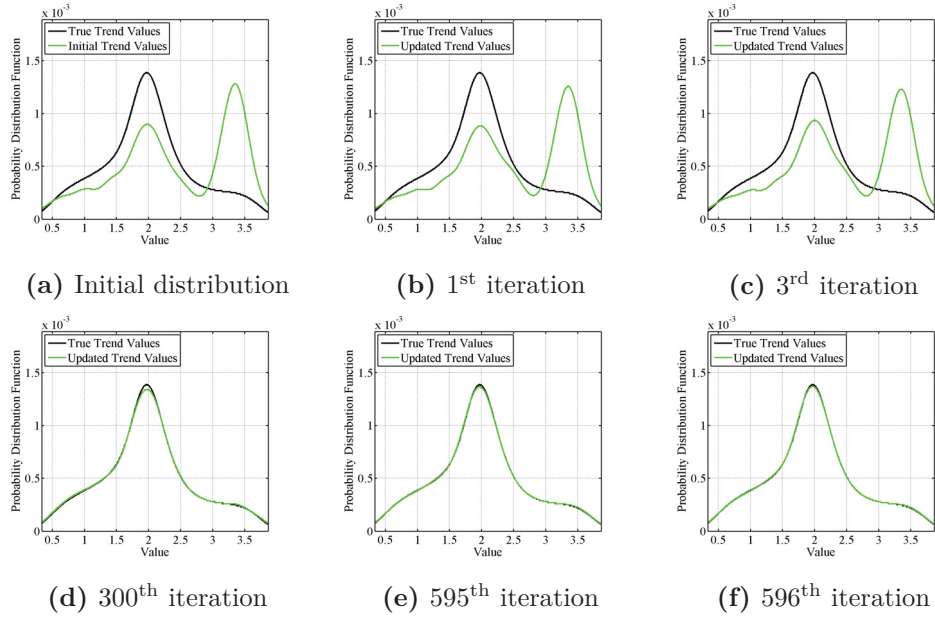 x 10⁻³
True Trend Values
Initial Trend Values
Probability Distribution Function
1.5
1
0.5
0
0.5 1 1.5 2 2.5 3 3.5
Value
(a) Initial distribution
x 10⁻³
True Trend Values
Updated Trend Values
Probability Distribution Function
1.5
1
0.5
0
0.5 1 1.5 2 2.5 3 3.5
Value
(b) 1st iteration
x 10⁻³
True Trend Values
Updated Trend Values
Probability Distribution Function
1.5
1
0.5
0
0.5 1 1.5 2 2.5 3 3.5
Value
(c) 3rd iteration
x 10⁻³
True Trend Values
Updated Trend Values
Probability Distribution Function
1.5
1
0.5
0
0.5 1 1.5 2 2.5 3 3.5
Value
(d) 300th iteration
x 10⁻³
True Trend Values
Updated Trend Values
Probability Distribution Function
1.5
1
0.5
0
0.5 1 1.5 2 2.5 3 3.5
Value
(e) 595th iteration
x 10⁻³
True Trend Values
Updated Trend Values
Probability Distribution Function
1.5
1
0.5
0
0.5 1 1.5 2 2.5 3 3.5
Value
(f) 596th iteration